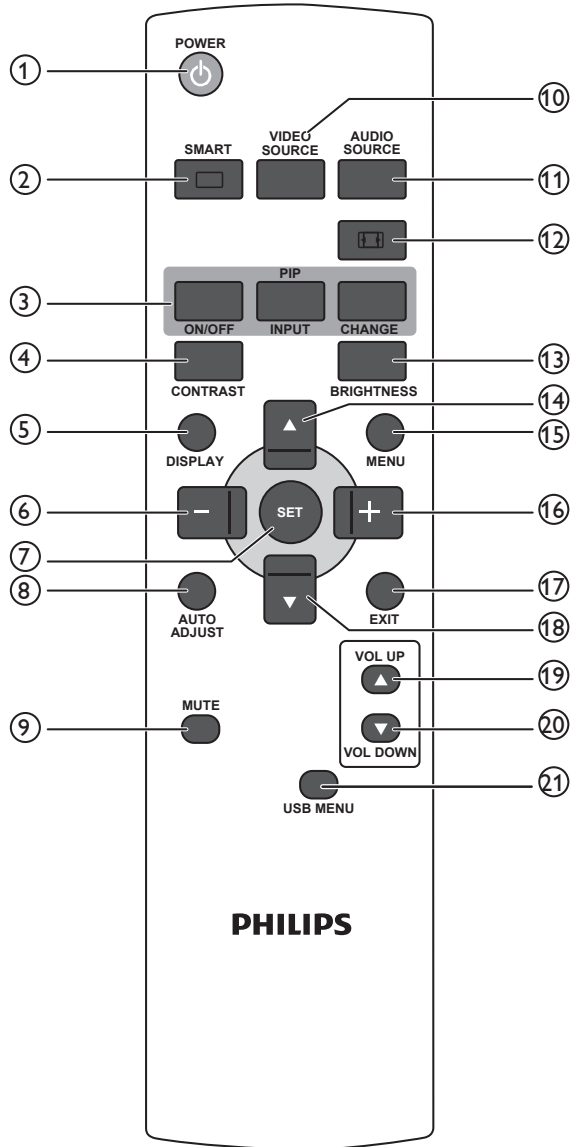 POWER
1
10
SMART
VIDEO
SOURCE
AUDIO
SOURCE
2
11
12
PIP
3
ON/OFF
INPUT
CHANGE
4
13
CONTRAST
BRIGHTNESS
14
5
15
DISPLAY
MENU
6
SET
16
7
8
17
AUTO
ADJUST
EXIT
18
VOL UP
19
MUTE
9
20
VOL DOWN
21
USB MENU
PHILIPS